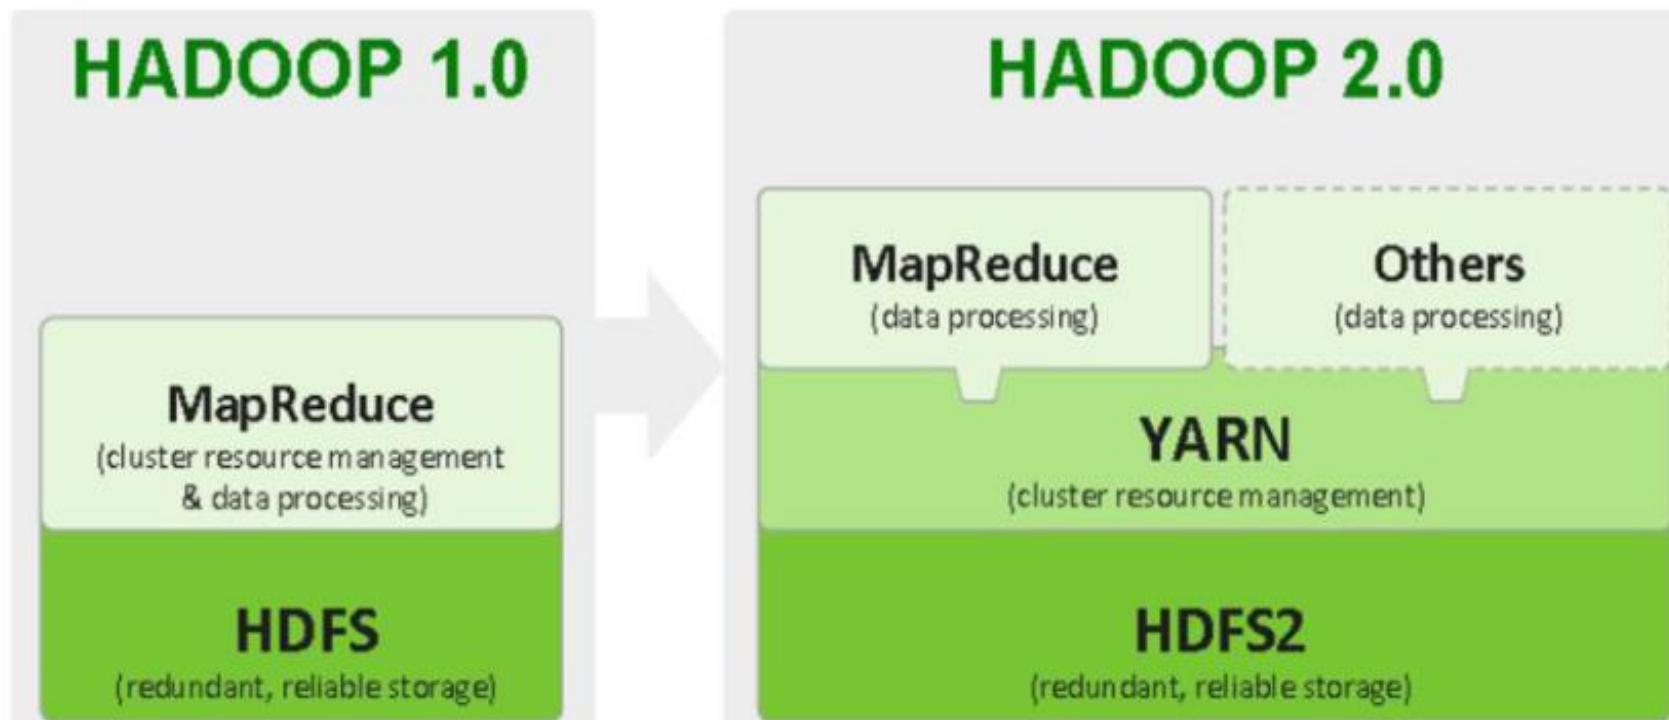 HADOOP 1.0
MapReduce
(cluster resource management
& data processing)
HDFS
(redundant, reliable storage)
HADOOP 2.0
MapReduce
(data processing)
Others
(data processing)
YARN
(cluster resource management)
HDFS2
(redundant, reliable storage)